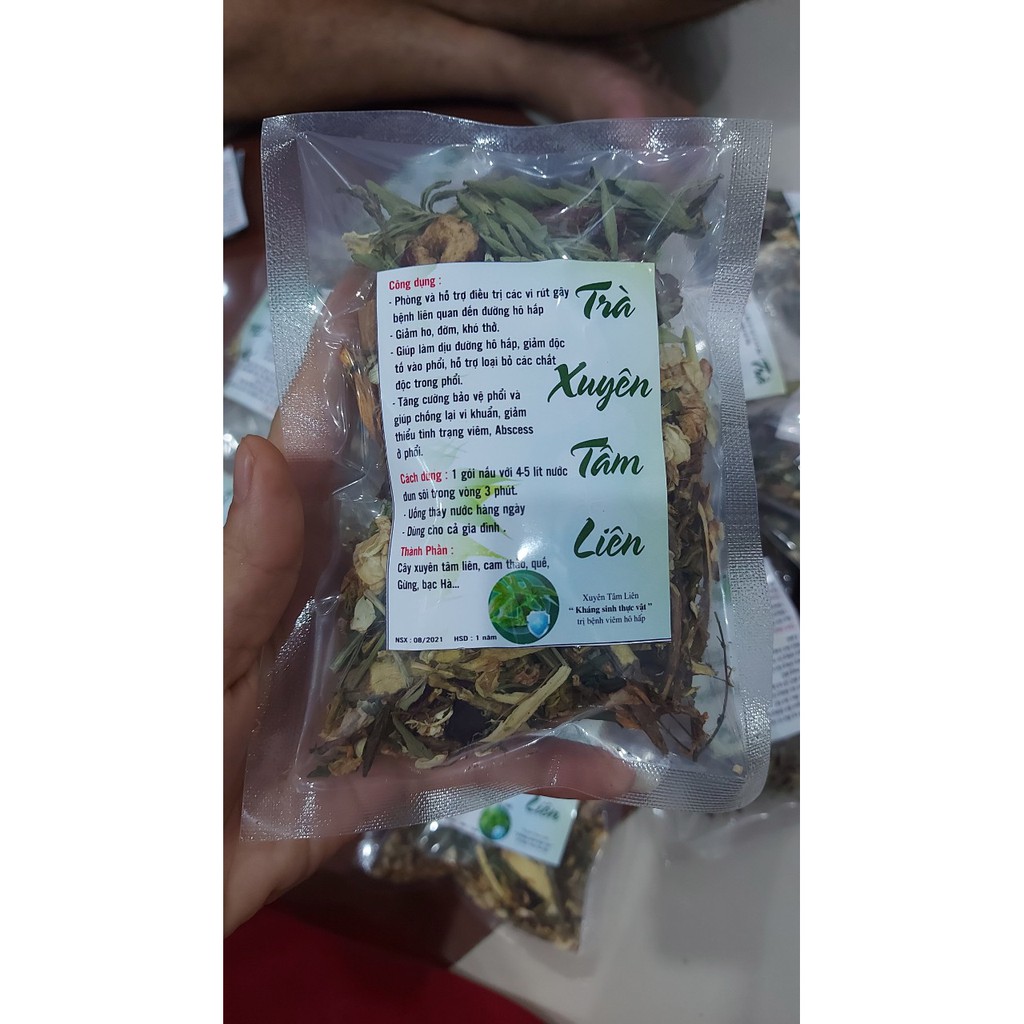 Công dụng :
- Phòng và hỗ trợ điều trị các vi rút gây
bệnh liên quan đến đường hô hấp
- Giảm ho, đờm, khó thở.
- Giúp làm dịu đường hô hấp, giảm độc
tố vào phổi, hỗ trợ loại bỏ các chất
độc trong phổi.
- Tăng cường bảo vệ phổi và
giúp chống lại vi khuẩn, giảm
thiểu tình trạng viêm, Abscess
ở phổi.
Cách dùng : 1 gói nấu với 4-5 lít nước
đun sôi trong vòng 3 phút.
- Uống thay nước hàng ngày
- Dùng cho cả gia đình .
Thành Phần :
Cây xuyên tâm liên, cam thảo, quế,
Gừng, bạc Hà...
NSX : 08/2021 HSD : 1 năm
Trà
Xuyên
Tâm
Liên
Xuyên Tâm Liên
“ Kháng sinh thực vật ”
trị bệnh viêm hô hấp
Trà
Liên